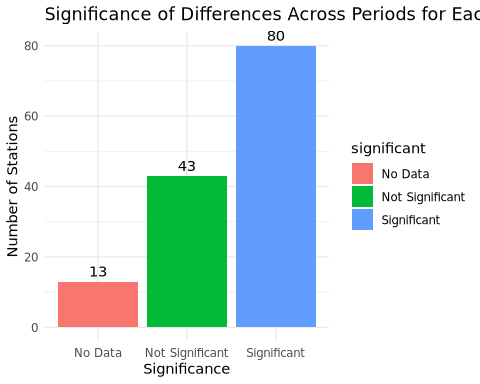 Significance of Differences Across Periods for Eac
80
60
40
20
0
Number of Stations
13
43
80
No Data
Not Significant
Significant
Significance
significant
No Data
Not Significant
Significant